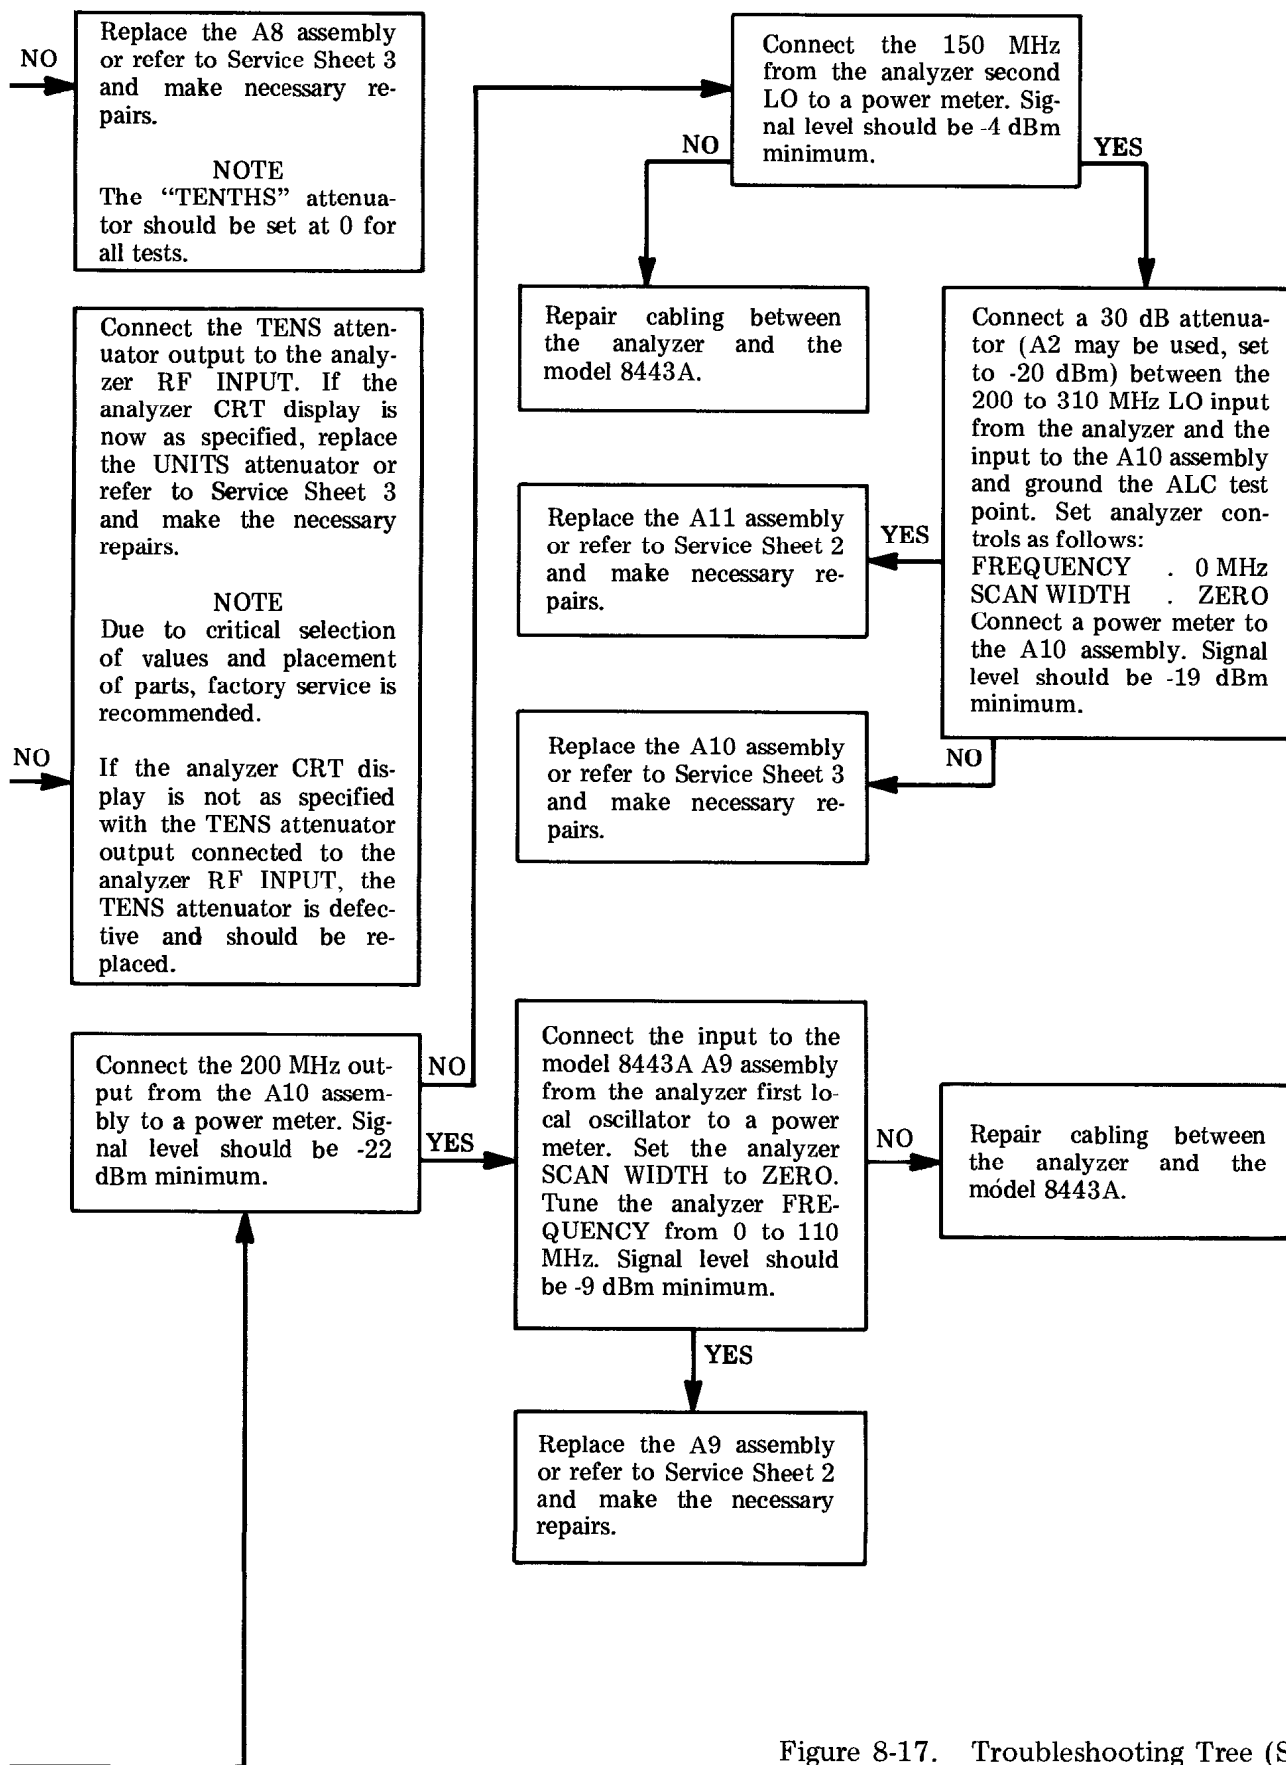 NO
Replace the A8 assembly
or refer to Service Sheet 3
and make necessary re-
pairs.
NOTE
The “TENTHS” attenua-
tor should be set at 0 for
all tests.
Connect the 150 MHz
from the analyzer second
LO to a power meter. Sig-
nal level should be -4 dBm
minimum.
NO
YES
Repair cabling between
the analyzer and the
model 8443A.
Connect a 30 dB attenua-
tor (A2 may be used, set
to -20 dBm) between the
200 to 310 MHz LO input
from the analyzer and the
input to the A10 assembly
and ground the ALC test
point. Set analyzer con-
trols as follows:
FREQUENCY . 0 MHz
SCAN WIDTH . ZERO
Connect a power meter to
the A10 assembly. Signal
level should be -19 dBm
minimum.
YES
Replace the A11 assembly
or refer to Service Sheet 2
and make necessary re-
pairs.
NO
Replace the A10 assembly
or refer to Service Sheet 3
and make necessary re-
pairs.
NO
Connect the TENS atten-
uator output to the analy-
zer RF INPUT. If the
analyzer CRT display is
now as specified, replace
the UNITS attenuator or
refer to Service Sheet 3
and make the necessary
repairs.
NOTE
Due to critical selection
of values and placement
of parts, factory service is
recommended.
If the analyzer CRT dis-
play is not as specified
with the TENS attenuator
output connected to the
analyzer RF INPUT, the
TENS attenuator is defec-
tive and should be re-
placed.
Connect the 200 MHz out-
put from the A10 assem-
bly to a power meter. Sig-
nal level should be -22
dBm minimum.
NO
YES
Connect the input to the
model 8443A A9 assembly
from the analyzer first lo-
cal oscillator to a power
meter. Set the analyzer
SCAN WIDTH to ZERO.
Tune the analyzer FRE-
QUENCY from 0 to 110
MHz. Signal level should
be -9 dBm minimum.
NO
Repair cabling between
the analyzer and the
model 8443A.
YES
Replace the A9 assembly
or refer to Service Sheet 2
and make the necessary
repairs.
Figure 8-17. Troubleshooting Tree (S